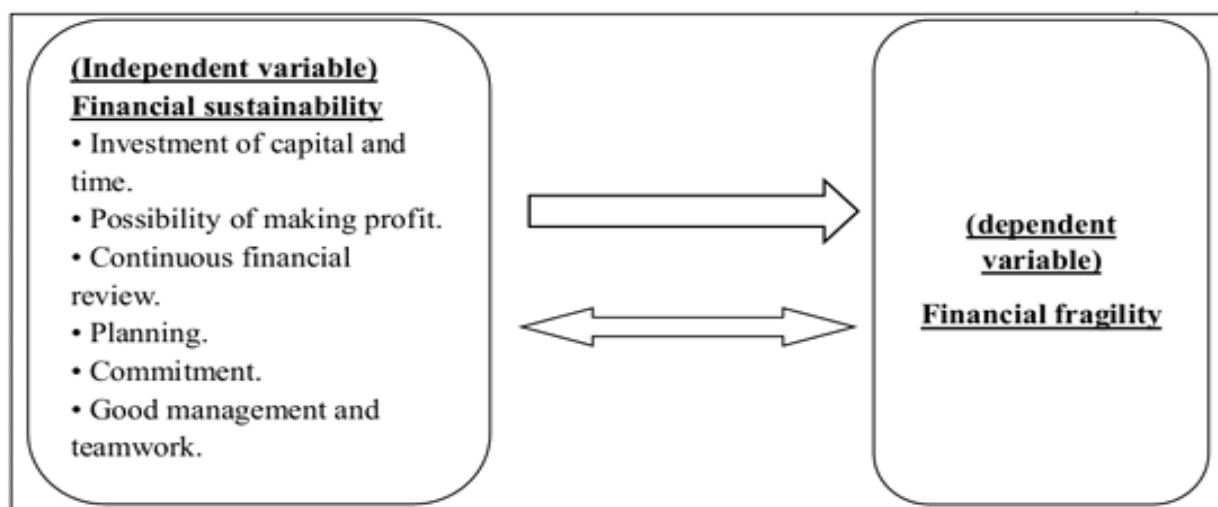 (Independent variable)
Financial sustainability
• Investment of capital and
time.
• Possibility of making profit.
• Continuous financial
review.
• Planning.
• Commitment.
• Good management and
teamwork.
(dependent
variable)
Financial fragility